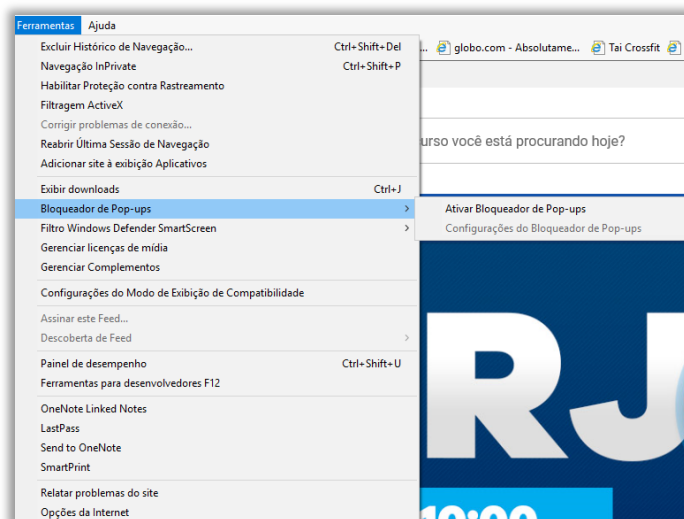 Ferramentas Ajuda
Excluir Histórico de Navegação... Ctrl+Shift+Del
... globo.com - Absolutame... Tai Crossfit
Navegação InPrivate Ctrl+Shift+P
Habilitar Proteção contra Rastreamento
Filtragem ActiveX
Corrigir problemas de conexão...
Reabrir Última Sessão de Navegação
urso você está procurando hoje?
Adicionar site à exibição Aplicativos
Exibir downloads Ctrl+J
Bloqueador de Pop-ups >
Ativar Bloqueador de Pop-ups
Filtro Windows Defender SmartScreen >
Configurações do Bloqueador de Pop-ups
Gerenciar licenças de mídia
Gerenciar Complementos
Configurações do Modo de Exibição de Compatibilidade
Assinar este Feed...
Descoberta de Feed >
Painel de desempenho Ctrl+Shift+U
Ferramentas para desenvolvedores F12
OneNote Linked Notes
LastPass
Send to OneNote
SmartPrint
Relatar problemas do site
Opções da Internet
RJ